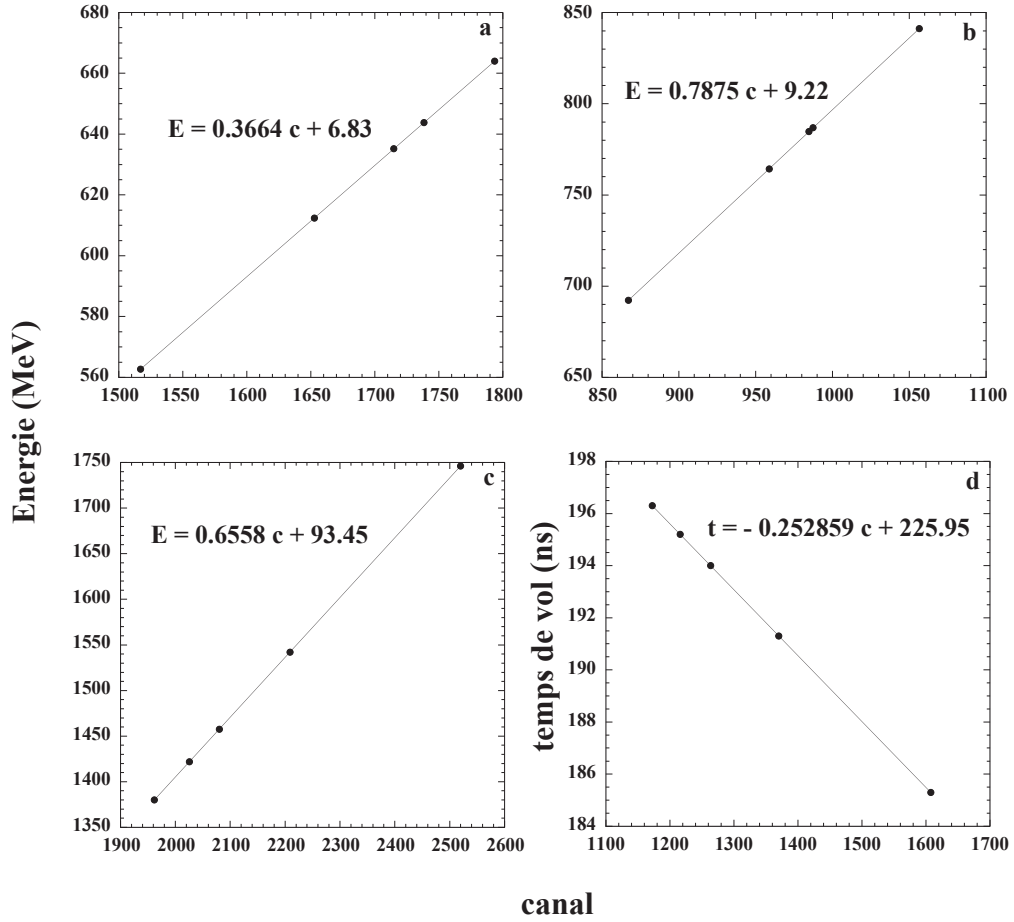 a
E = 0.3664 c + 6.83
680
660
640
620
600
580
560
1500 1550 1600 1650 1700 1750 1800
b
E = 0.7875 c + 9.22
850
800
750
700
650
850 900 950 1000 1050 1100
Energie (MeV)
c
E = 0.6558 c + 93.45
1750
1700
1650
1600
1550
1500
1450
1400
1350
1900 2000 2100 2200 2300 2400 2500 2600
d
t = - 0.252859 c + 225.95
temps de vol (ns)
198
196
194
192
190
188
186
184
1100 1200 1300 1400 1500 1600 1700
canal